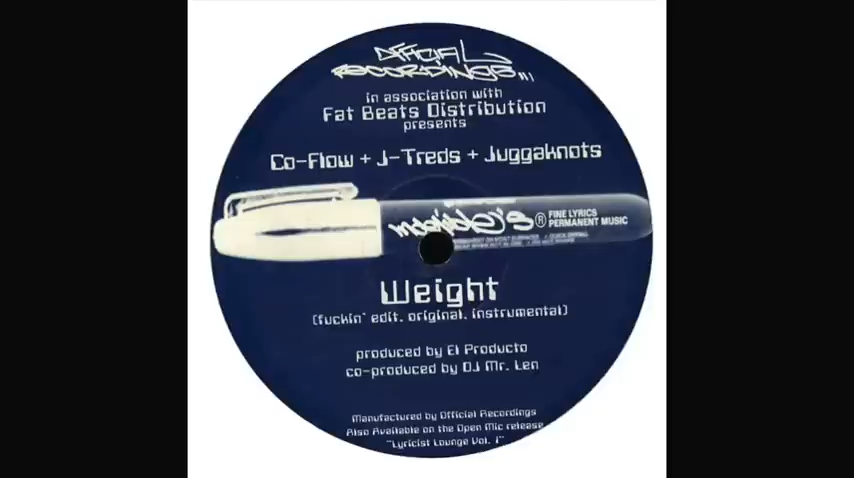 OFFICIAL
RECORDINGS
in association with
Fat Beats Distribution
presents
Co-Flow + J-Treds + Juggaknots
® FINE LYRICS
PERMANENT MUSIC
Weight
(fuckin' edit. original. instrumental)
produced by El Producto
co-produced by DJ Mr. Len
Manufactured by Official Recordings
Also Available on the Open Mic release
"Lyricist Lounge Vol. 1"